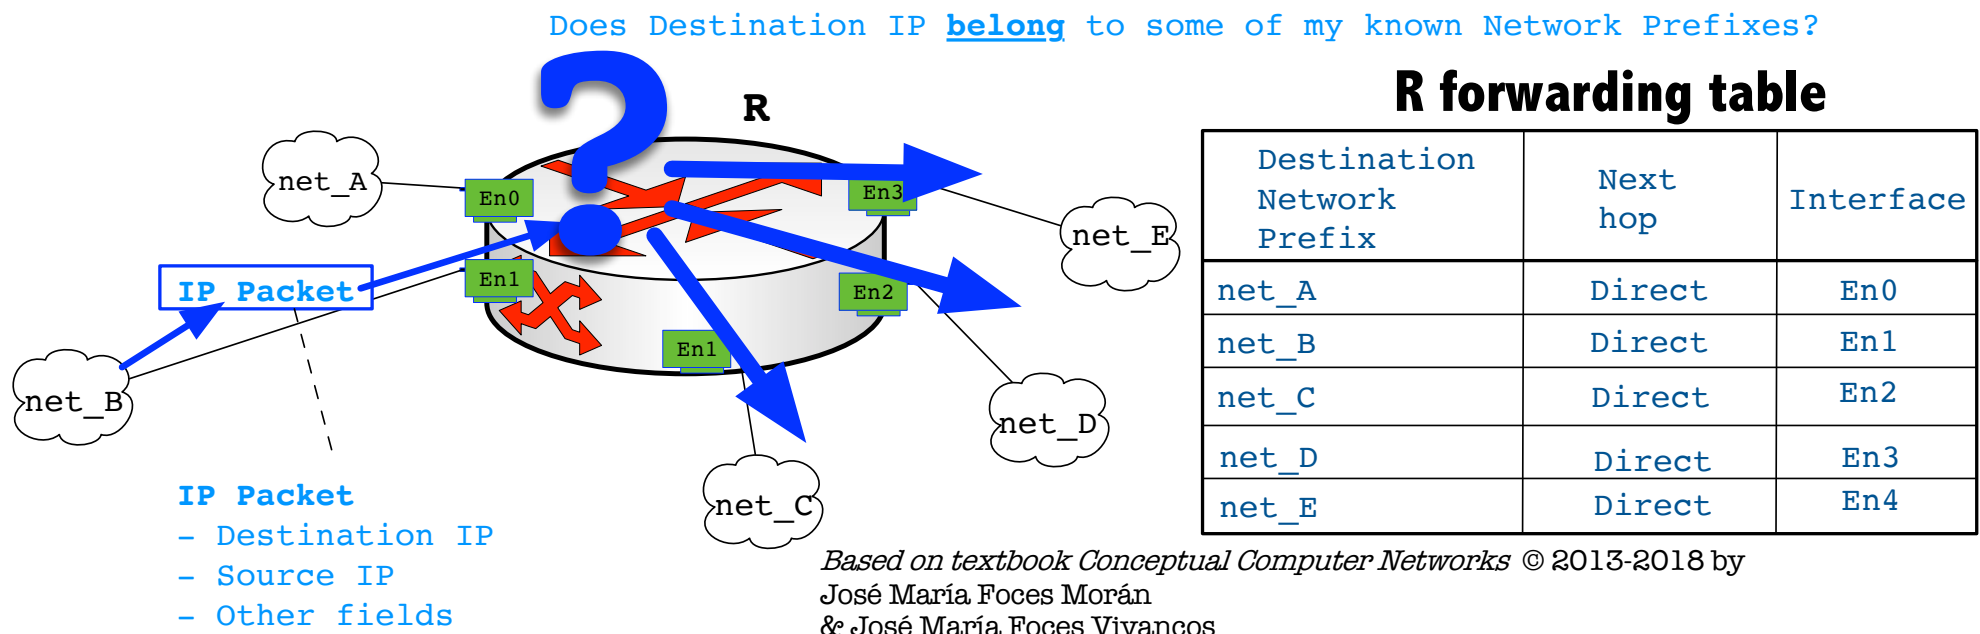 Does Destination IP belong to some of my known Network Prefixes?
R
net_A
En0
En3
net_E
IP Packet
En1
En2
En1
net_B
net_D
net_C
IP Packet
- Destination IP
- Source IP
- Other fields
R forwarding table
Destination Network Prefix	Next hop	Interface
net_A	Direct	En0
net_B	Direct	En1
net_C	Direct	En2
net_D	Direct	En3
net_E	Direct	En4
Based on textbook Conceptual Computer Networks © 2013-2018 by
José María Foces Morán
& José María Foces Vivancos